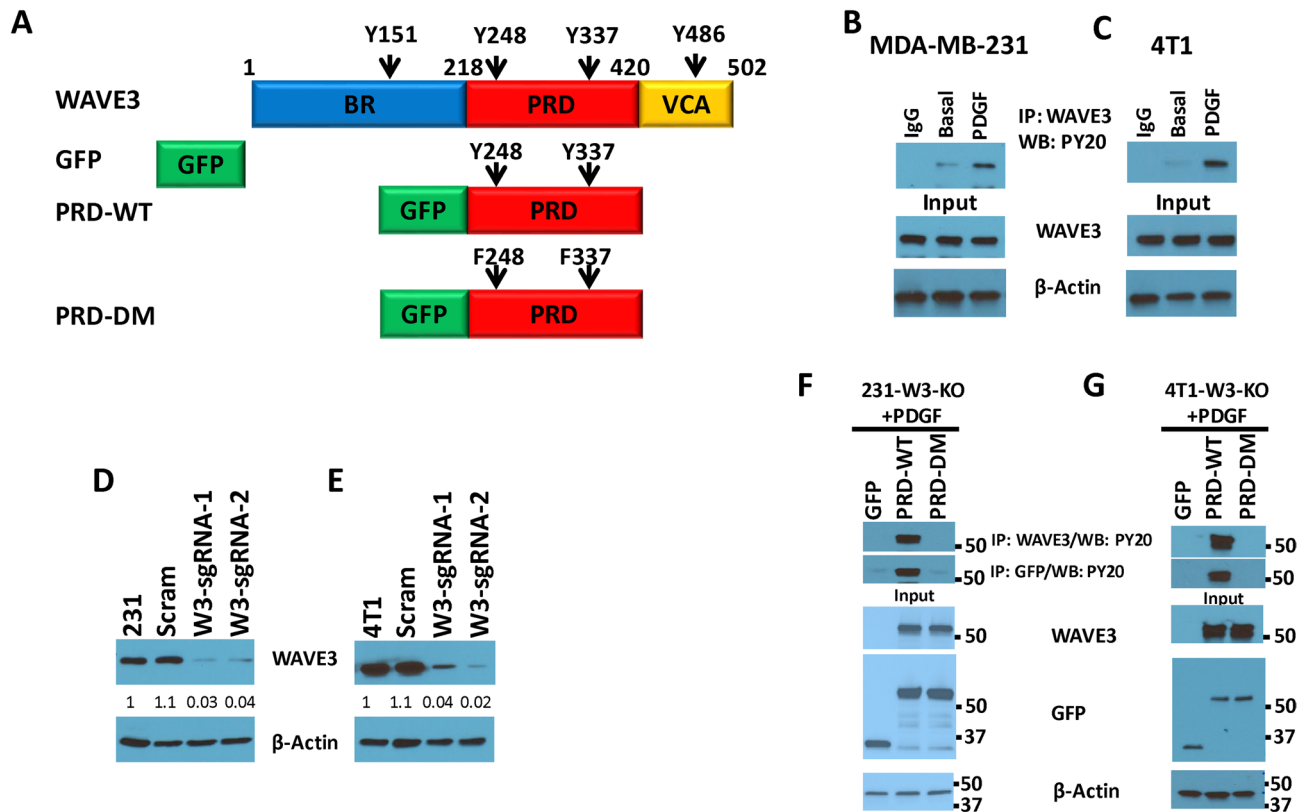 A
Y151 Y248 Y337 Y486
1 218 420 502
WAVE3 BR PRD VCA
GFP GFP
Y248 Y337
PRD-WT GFP PRD
F248 F337
PRD-DM GFP PRD
B MDA-MB-231
IgG Basal PDGF
IP: WAVE3
WB: PY20
C 4T1
IgG Basal PDGF
Input Input
WAVE3
β-Actin
D
231 Scram W3-sgRNA-1 W3-sgRNA-2
E
4T1 Scram W3-sgRNA-1 W3-sgRNA-2
WAVE3
1 1.1 0.03 0.04
1 1.1 0.04 0.02
β-Actin
F
231-W3-KO
+PDGF
GFP PRD-WT PRD-DM
G
4T1-W3-KO
+PDGF
GFP PRD-WT PRD-DM
50 IP: WAVE3/WB: PY20 50
50 IP: GFP/WB: PY20 50
Input Input
50 WAVE3 50
50 GFP 50
37 37
50 β-Actin 50
37 37